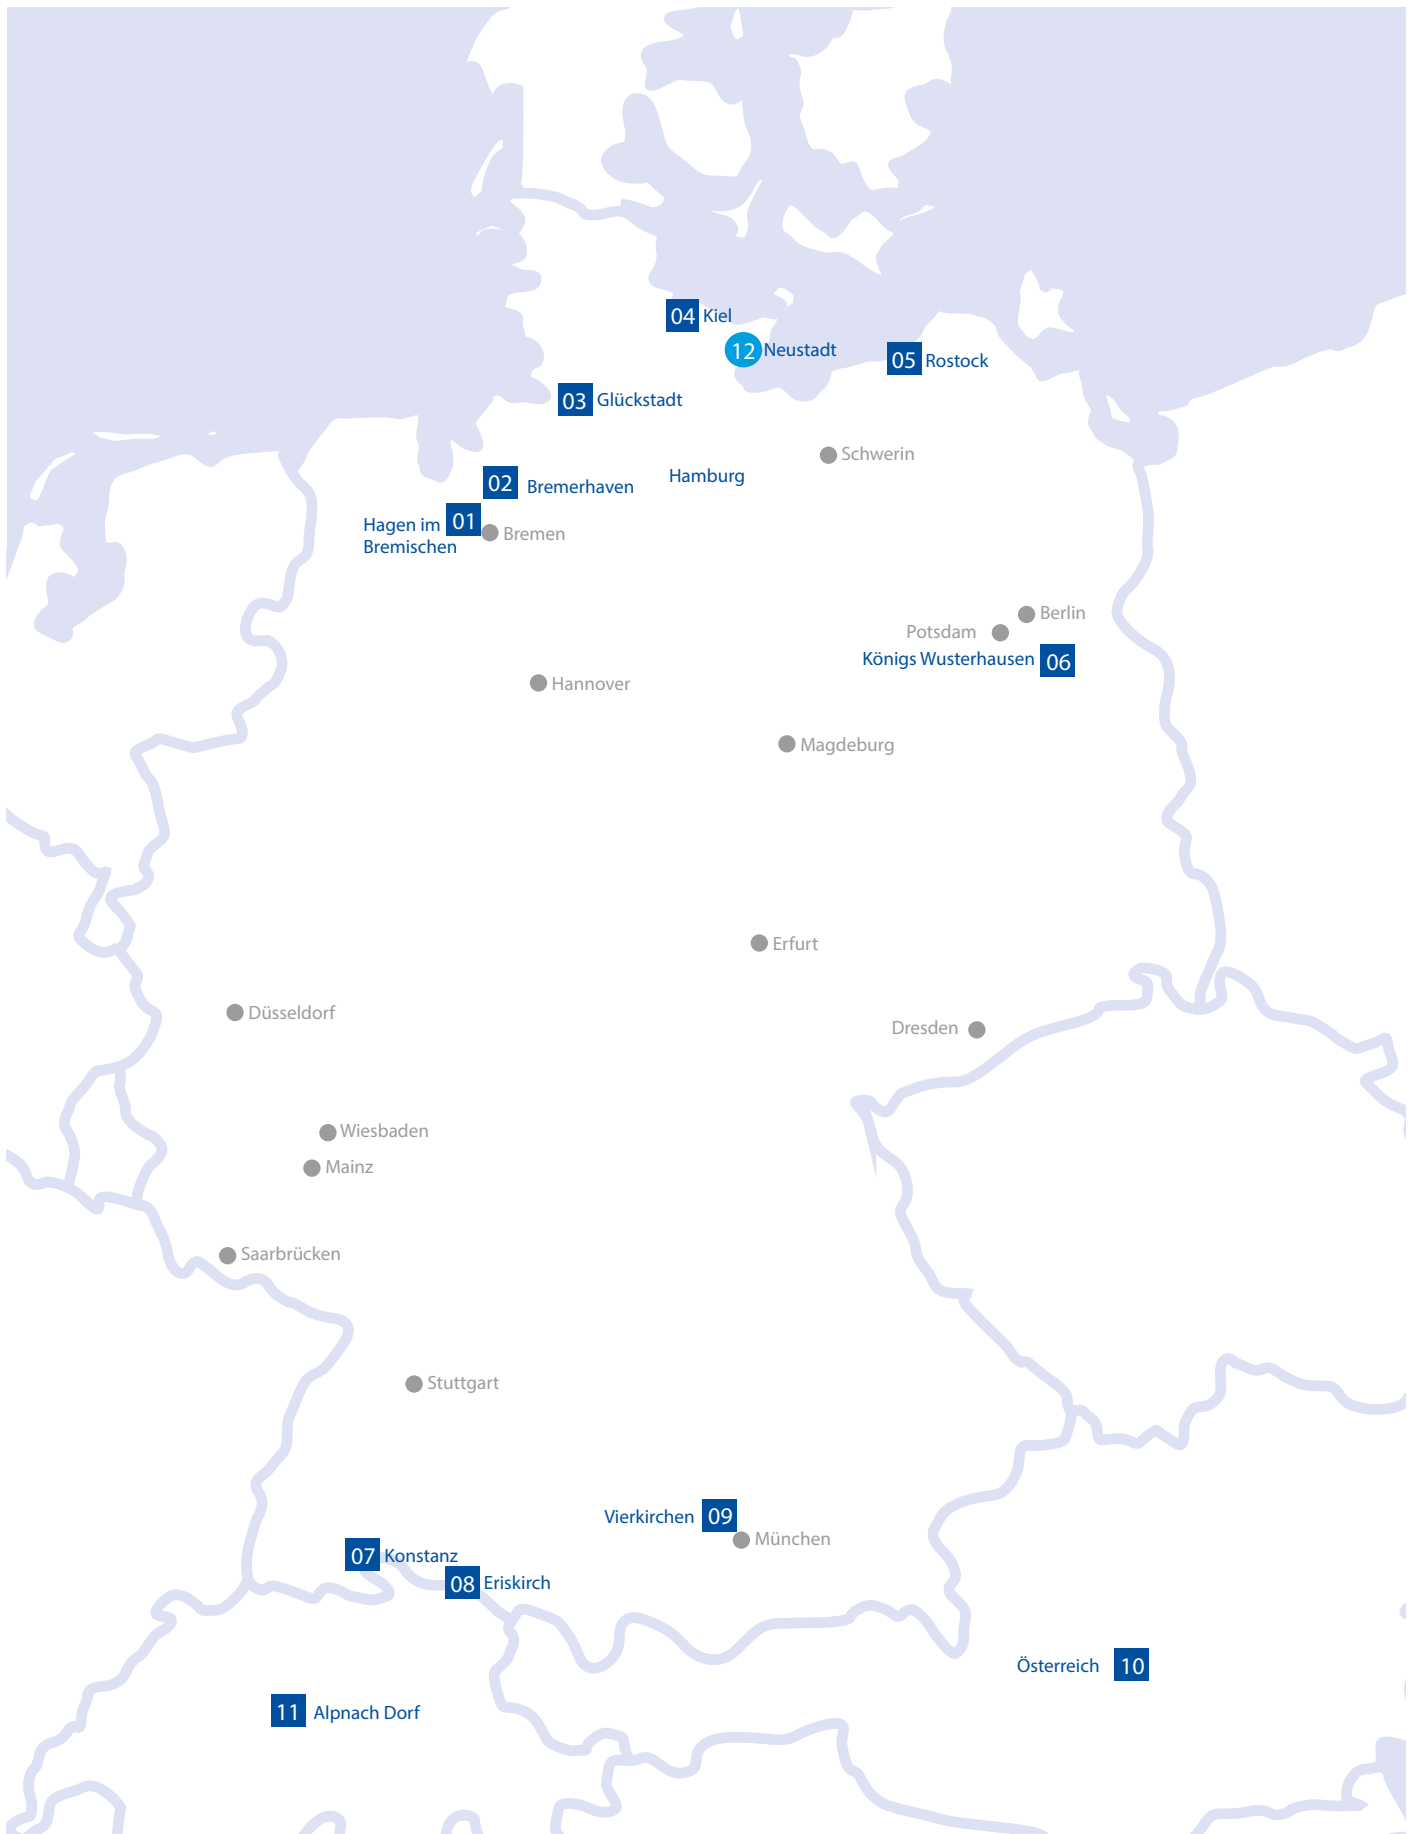 04 Kiel
12 Neustadt
05 Rostock
03 Glückstadt
Schwerin
02 Bremerhaven
Hamburg
Hagen im
Bremischen
01
Bremen
Berlin
Potsdam
Königs Wusterhausen 06
Hannover
Magdeburg
Erfurt
Düsseldorf
Dresden
Wiesbaden
Mainz
Saarbrücken
Stuttgart
Vierkirchen 09
München
07 Konstanz
08 Eriskirch
Österreich 10
11 Alpnach Dorf